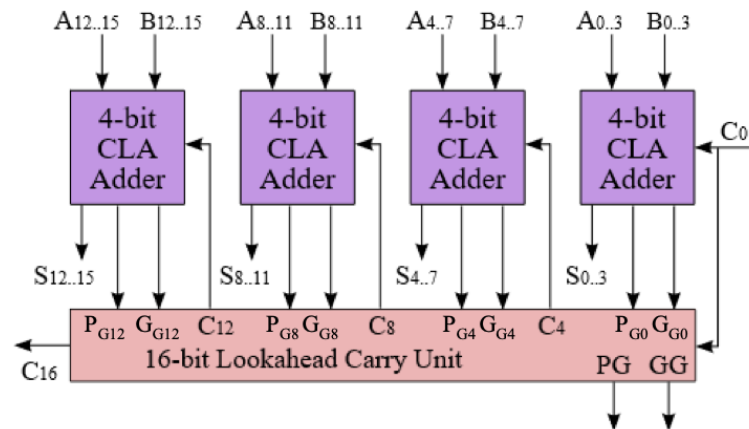 A12..15 B12..15 A8..11 B8..11 A4..7 B4..7 A0..3 B0..3
4-bit CLA Adder
4-bit CLA Adder
4-bit CLA Adder
4-bit CLA Adder
C0
S12..15 S8..11 S4..7 S0..3
PG12 GG12 C12 PG8 GG8 C8 PG4 GG4 C4 PG0 GG0
16-bit Lookahead Carry Unit
PG GG
C16